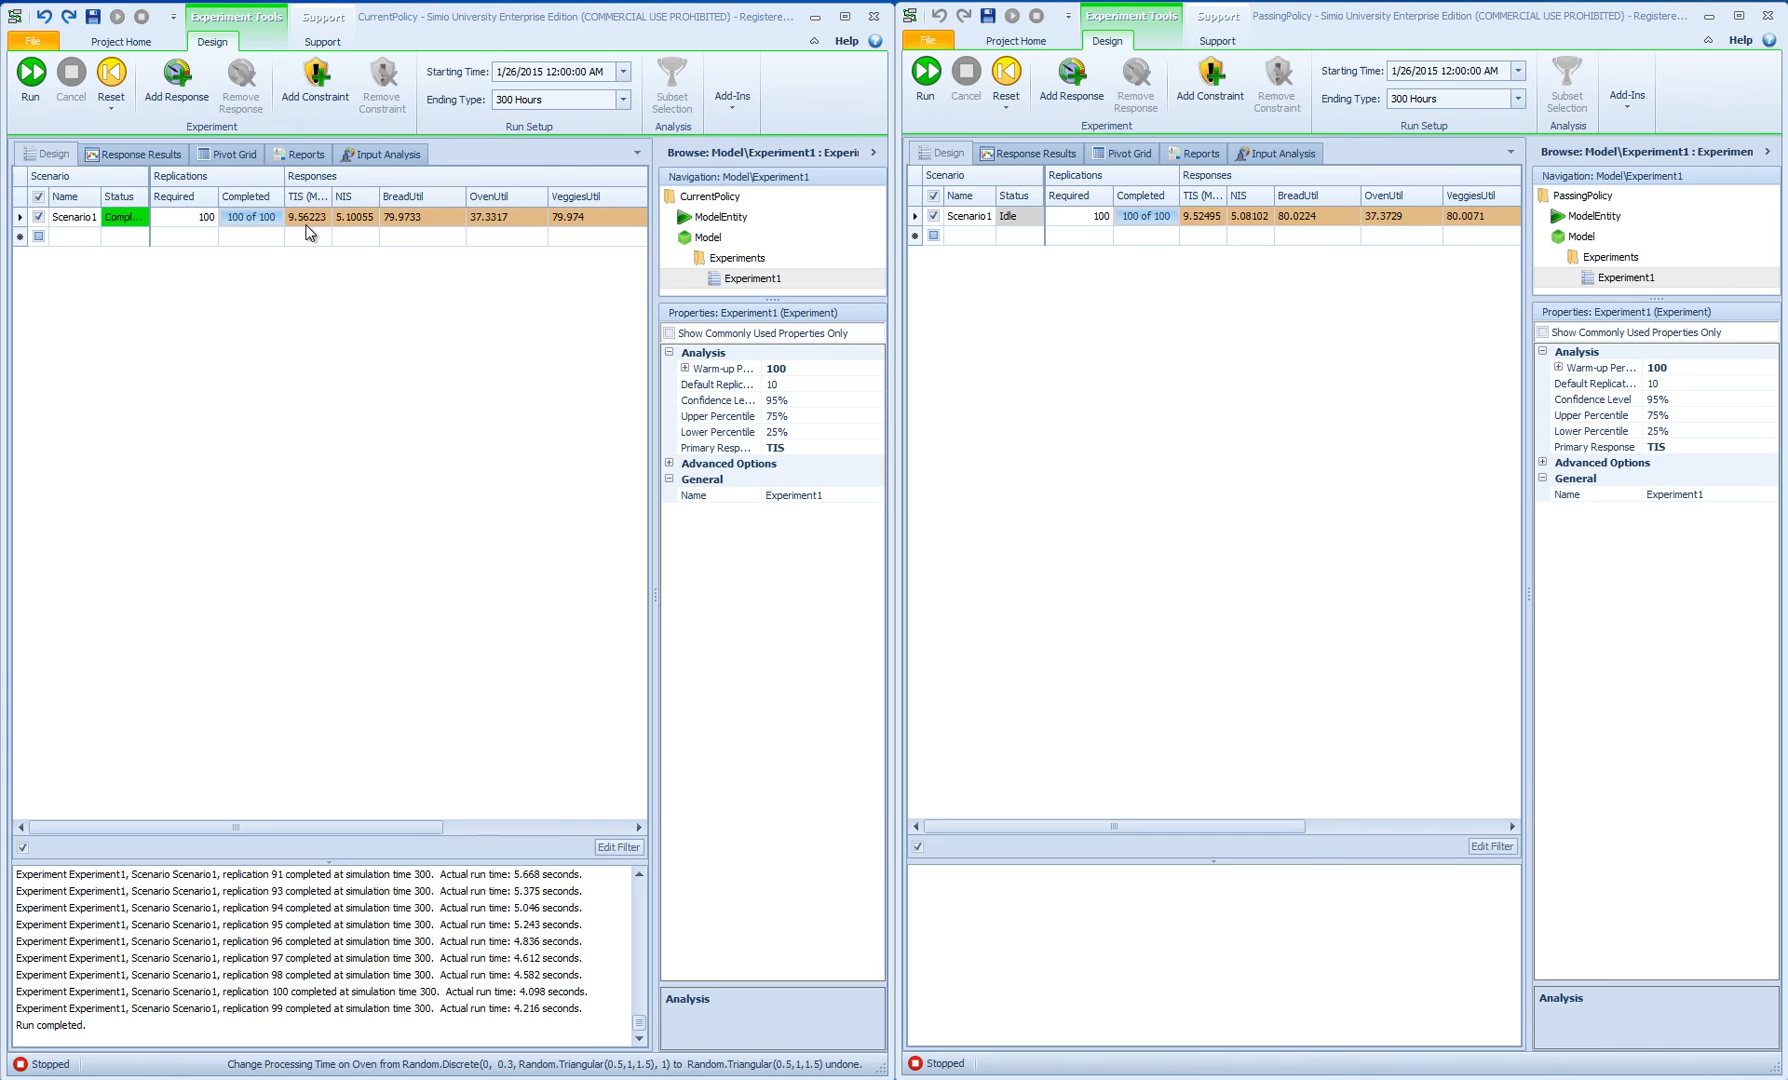 Experiment Tools
Support
CurrentPolicy - Simio University Enterprise Edition (COMMERCIAL USE PROHIBITED) - Registere...
File
Project Home
Design
Support
Help
Run
Cancel
Reset
Add Response
Remove Response
Add Constraint
Remove Constraint
Starting Time: 1/26/2015 12:00:00 AM
Ending Type: 300 Hours
Subset Selection
Add-Ins
Experiment
Run Setup
Analysis
Design
Response Results
Pivot Grid
Reports
Input Analysis
Scenario
Replications
Responses
Name
Status
Required
Completed
TIS (M...
NIS
BreadUtil
OvenUtil
VeggiesUtil
Scenario1
Compl...
100
100 of 100
9.56223
5.10055
79.9733
37.3317
79.974
Edit Filter
Experiment Experiment1, Scenario Scenario1, replication 91 completed at simulation time 300. Actual run time: 5.668 seconds.
Experiment Experiment1, Scenario Scenario1, replication 93 completed at simulation time 300. Actual run time: 5.375 seconds.
Experiment Experiment1, Scenario Scenario1, replication 94 completed at simulation time 300. Actual run time: 5.046 seconds.
Experiment Experiment1, Scenario Scenario1, replication 95 completed at simulation time 300. Actual run time: 5.243 seconds.
Experiment Experiment1, Scenario Scenario1, replication 96 completed at simulation time 300. Actual run time: 4.836 seconds.
Experiment Experiment1, Scenario Scenario1, replication 97 completed at simulation time 300. Actual run time: 4.612 seconds.
Experiment Experiment1, Scenario Scenario1, replication 98 completed at simulation time 300. Actual run time: 4.582 seconds.
Experiment Experiment1, Scenario Scenario1, replication 100 completed at simulation time 300. Actual run time: 4.098 seconds.
Experiment Experiment1, Scenario Scenario1, replication 99 completed at simulation time 300. Actual run time: 4.216 seconds.
Run completed.
Browse: Model\Experiment1 : Experi
Navigation: Model\Experiment1
CurrentPolicy
ModelEntity
Model
Experiments
Experiment1
Properties: Experiment1 (Experiment)
Show Commonly Used Properties Only
Analysis
Warm-up P... 100
Default Replic... 10
Confidence Le... 95%
Upper Percentile 75%
Lower Percentile 25%
Primary Resp... TIS
Advanced Options
General
Name Experiment1
Analysis
Stopped
Change Processing Time on Oven from Random.Discrete(0, 0.3, Random.Triangular(0.5,1,1.5), 1) to Random.Triangular(0.5,1,1.5) undone.
Experiment Tools
Support
PassingPolicy - Simio University Enterprise Edition (COMMERCIAL USE PROHIBITED) - Registere...
File
Project Home
Design
Support
Help
Run
Cancel
Reset
Add Response
Remove Response
Add Constraint
Remove Constraint
Starting Time: 1/26/2015 12:00:00 AM
Ending Type: 300 Hours
Subset Selection
Add-Ins
Experiment
Run Setup
Analysis
Design
Response Results
Pivot Grid
Reports
Input Analysis
Scenario
Replications
Responses
Name
Status
Required
Completed
TIS (M...
NIS
BreadUtil
OvenUtil
VeggiesUtil
Scenario1
Idle
100
100 of 100
9.52495
5.08102
80.0224
37.3729
80.0071
Edit Filter
Browse: Model\Experiment1 : Experimen
Navigation: Model\Experiment1
PassingPolicy
ModelEntity
Model
Experiments
Experiment1
Properties: Experiment1 (Experiment)
Show Commonly Used Properties Only
Analysis
Warm-up Per... 100
Default Replicat... 10
Confidence Level 95%
Upper Percentile 75%
Lower Percentile 25%
Primary Response TIS
Advanced Options
General
Name Experiment1
Analysis
Stopped